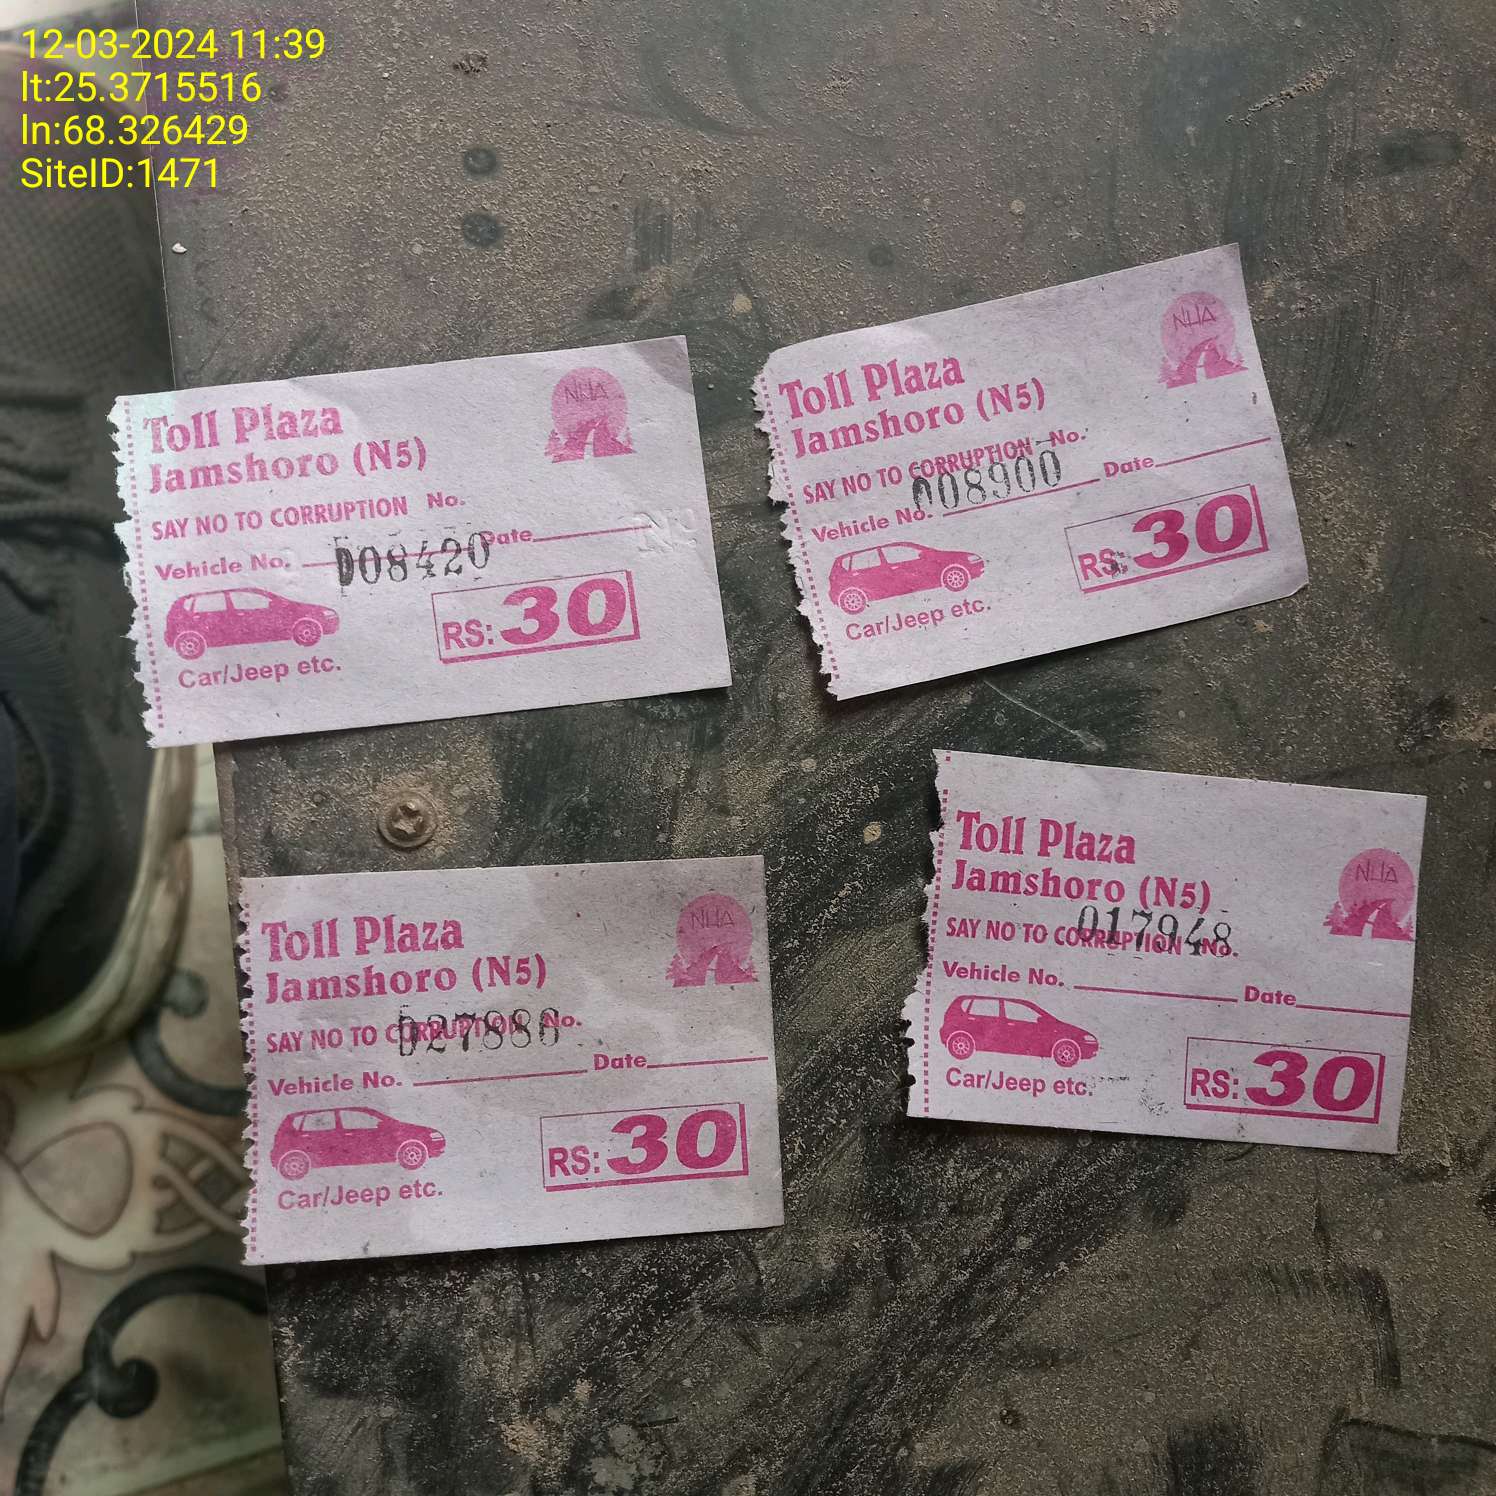 12-03-2024 11:39
lt:25.3715516
ln:68.326429
SiteID:1471
Toll Plaza
Jamshoro (N5)
NHA
SAY NO TO CORRUPTION No.
008420
Vehicle No. Date
RS: 30
Car/Jeep etc.
Toll Plaza
Jamshoro (N5)
NHA
SAY NO TO CORRUPTION No.
008900
Vehicle No. Date
RS: 30
Car/Jeep etc.
Toll Plaza
Jamshoro (N5)
NHA
SAY NO TO CORRUPTION No.
027886
Vehicle No. Date
RS: 30
Car/Jeep etc.
Toll Plaza
Jamshoro (N5)
NHA
017948
SAY NO TO CORRUPTION No.
Vehicle No. Date
RS: 30
Car/Jeep etc.